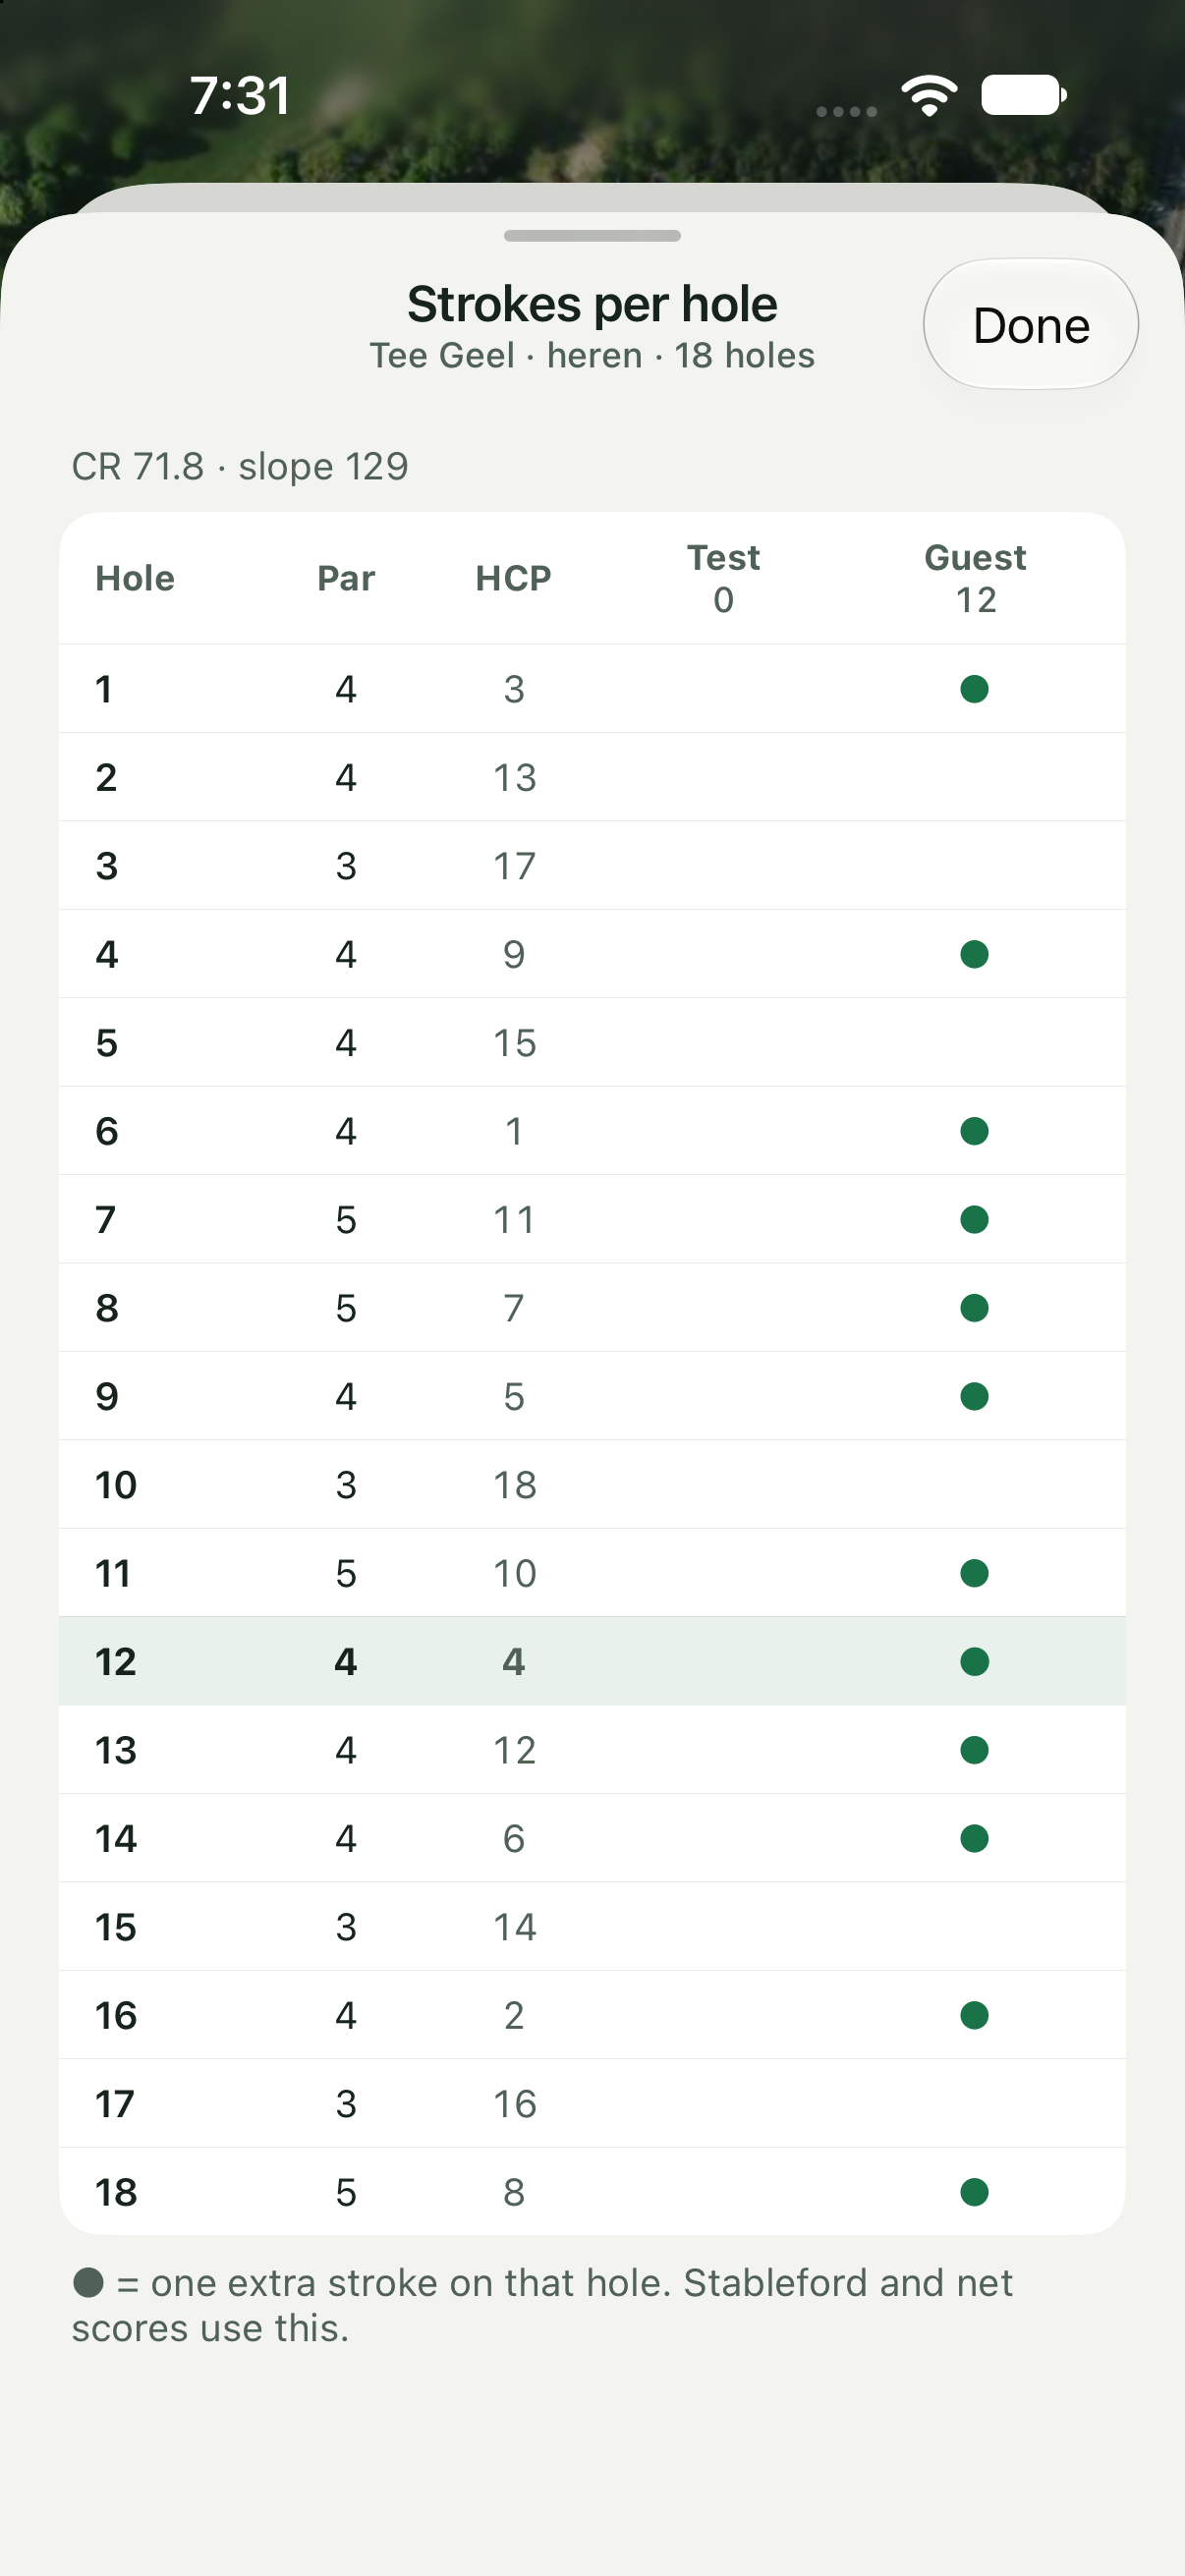 7:31
Strokes per hole
Tee Geel · heren · 18 holes
Done
CR 71.8 · slope 129
Hole Par HCP Test 0 Guest 12
1 4 3 ●
2 4 13
3 3 17
4 4 9 ●
5 4 15
6 4 1 ●
7 5 11 ●
8 5 7 ●
9 4 5 ●
10 3 18
11 5 10 ●
12 4 4 ●
13 4 12 ●
14 4 6 ●
15 3 14
16 4 2 ●
17 3 16
18 5 8 ●
● = one extra stroke on that hole. Stableford and net
scores use this.